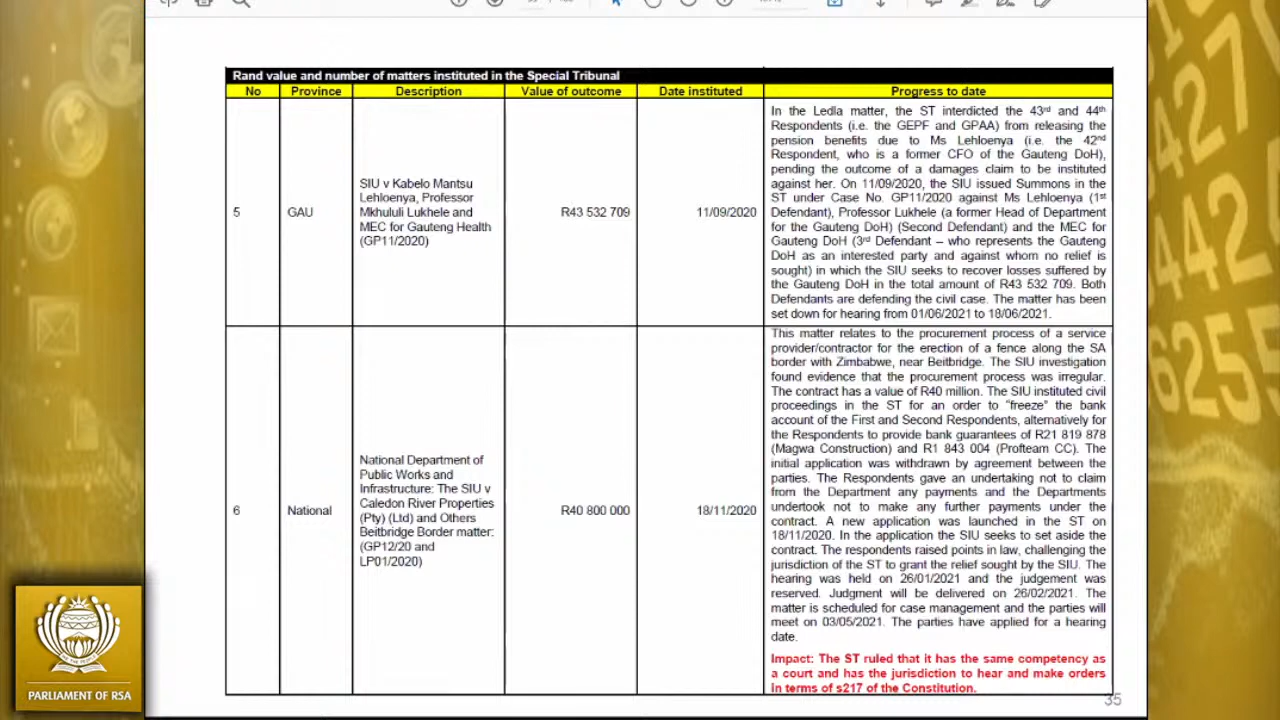 Rand value and number of matters instituted in the Special Tribunal
No Province Description Value of outcome Date instituted Progress to date
5
GAU
SIU v Kabelo Mantsu
Lehloenya, Professor
Mkhululi Lukhele and
MEC for Gauteng Health
(GP11/2020)
R43 532 709
11/09/2020
In the Ledla matter, the ST interdicted the 43rd and 44th
Respondents (i.e. the GEPF and GPAA) from releasing the
pension benefits due to Ms Lehloenya (i.e. the 42nd
Respondent, who is a former CFO of the Gauteng DoH),
pending the outcome of a damages claim to be instituted
against her. On 11/09/2020, the SIU issued Summons in the
ST under Case No. GP11/2020 against Ms Lehloenya (1st
Defendant), Professor Lukhele (a former Head of Department
for the Gauteng DoH) (Second Defendant) and the MEC for
Gauteng DoH (3rd Defendant – who represents the Gauteng
DoH as an interested party and against whom no relief is
sought) in which the SIU seeks to recover losses suffered by
the Gauteng DoH in the total amount of R43 532 709. Both
Defendants are defending the civil case. The matter has been
set down for hearing from 01/06/2021 to 18/06/2021.
6
National
National Department of
Public Works and
Infrastructure: The SIU v
Caledon River Properties
(Pty) (Ltd) and Others
Beitbridge Border matter:
(GP12/20 and
LP01/2020)
R40 800 000
18/11/2020
This matter relates to the procurement process of a service
provider/contractor for the erection of a fence along the SA
border with Zimbabwe, near Beitbridge. The SIU investigation
found evidence that the procurement process was irregular.
The contract has a value of R40 million. The SIU instituted civil
proceedings in the ST for an order to "freeze" the bank
account of the First and Second Respondents, alternatively for
the Respondents to provide bank guarantees of R21 819 878
(Magwa Construction) and R1 843 004 (Profteam CC). The
initial application was withdrawn by agreement between the
parties. The Respondents gave an undertaking not to claim
from the Department any payments and the Departments
undertook not to make any further payments under the
contract. A new application was launched in the ST on
18/11/2020. In the application the SIU seeks to set aside the
contract. The respondents raised points in law, challenging the
jurisdiction of the ST to grant the relief sought by the SIU. The
hearing was held on 26/01/2021 and the judgement was
reserved. Judgment will be delivered on 26/02/2021. The
matter is scheduled for case management and the parties will
meet on 03/05/2021. The parties have applied for a hearing
date.
Impact: The ST ruled that it has the same competency as
a court and has the jurisdiction to hear and make orders
in terms of s217 of the Constitution.
35
PARLIAMENT OF RSA